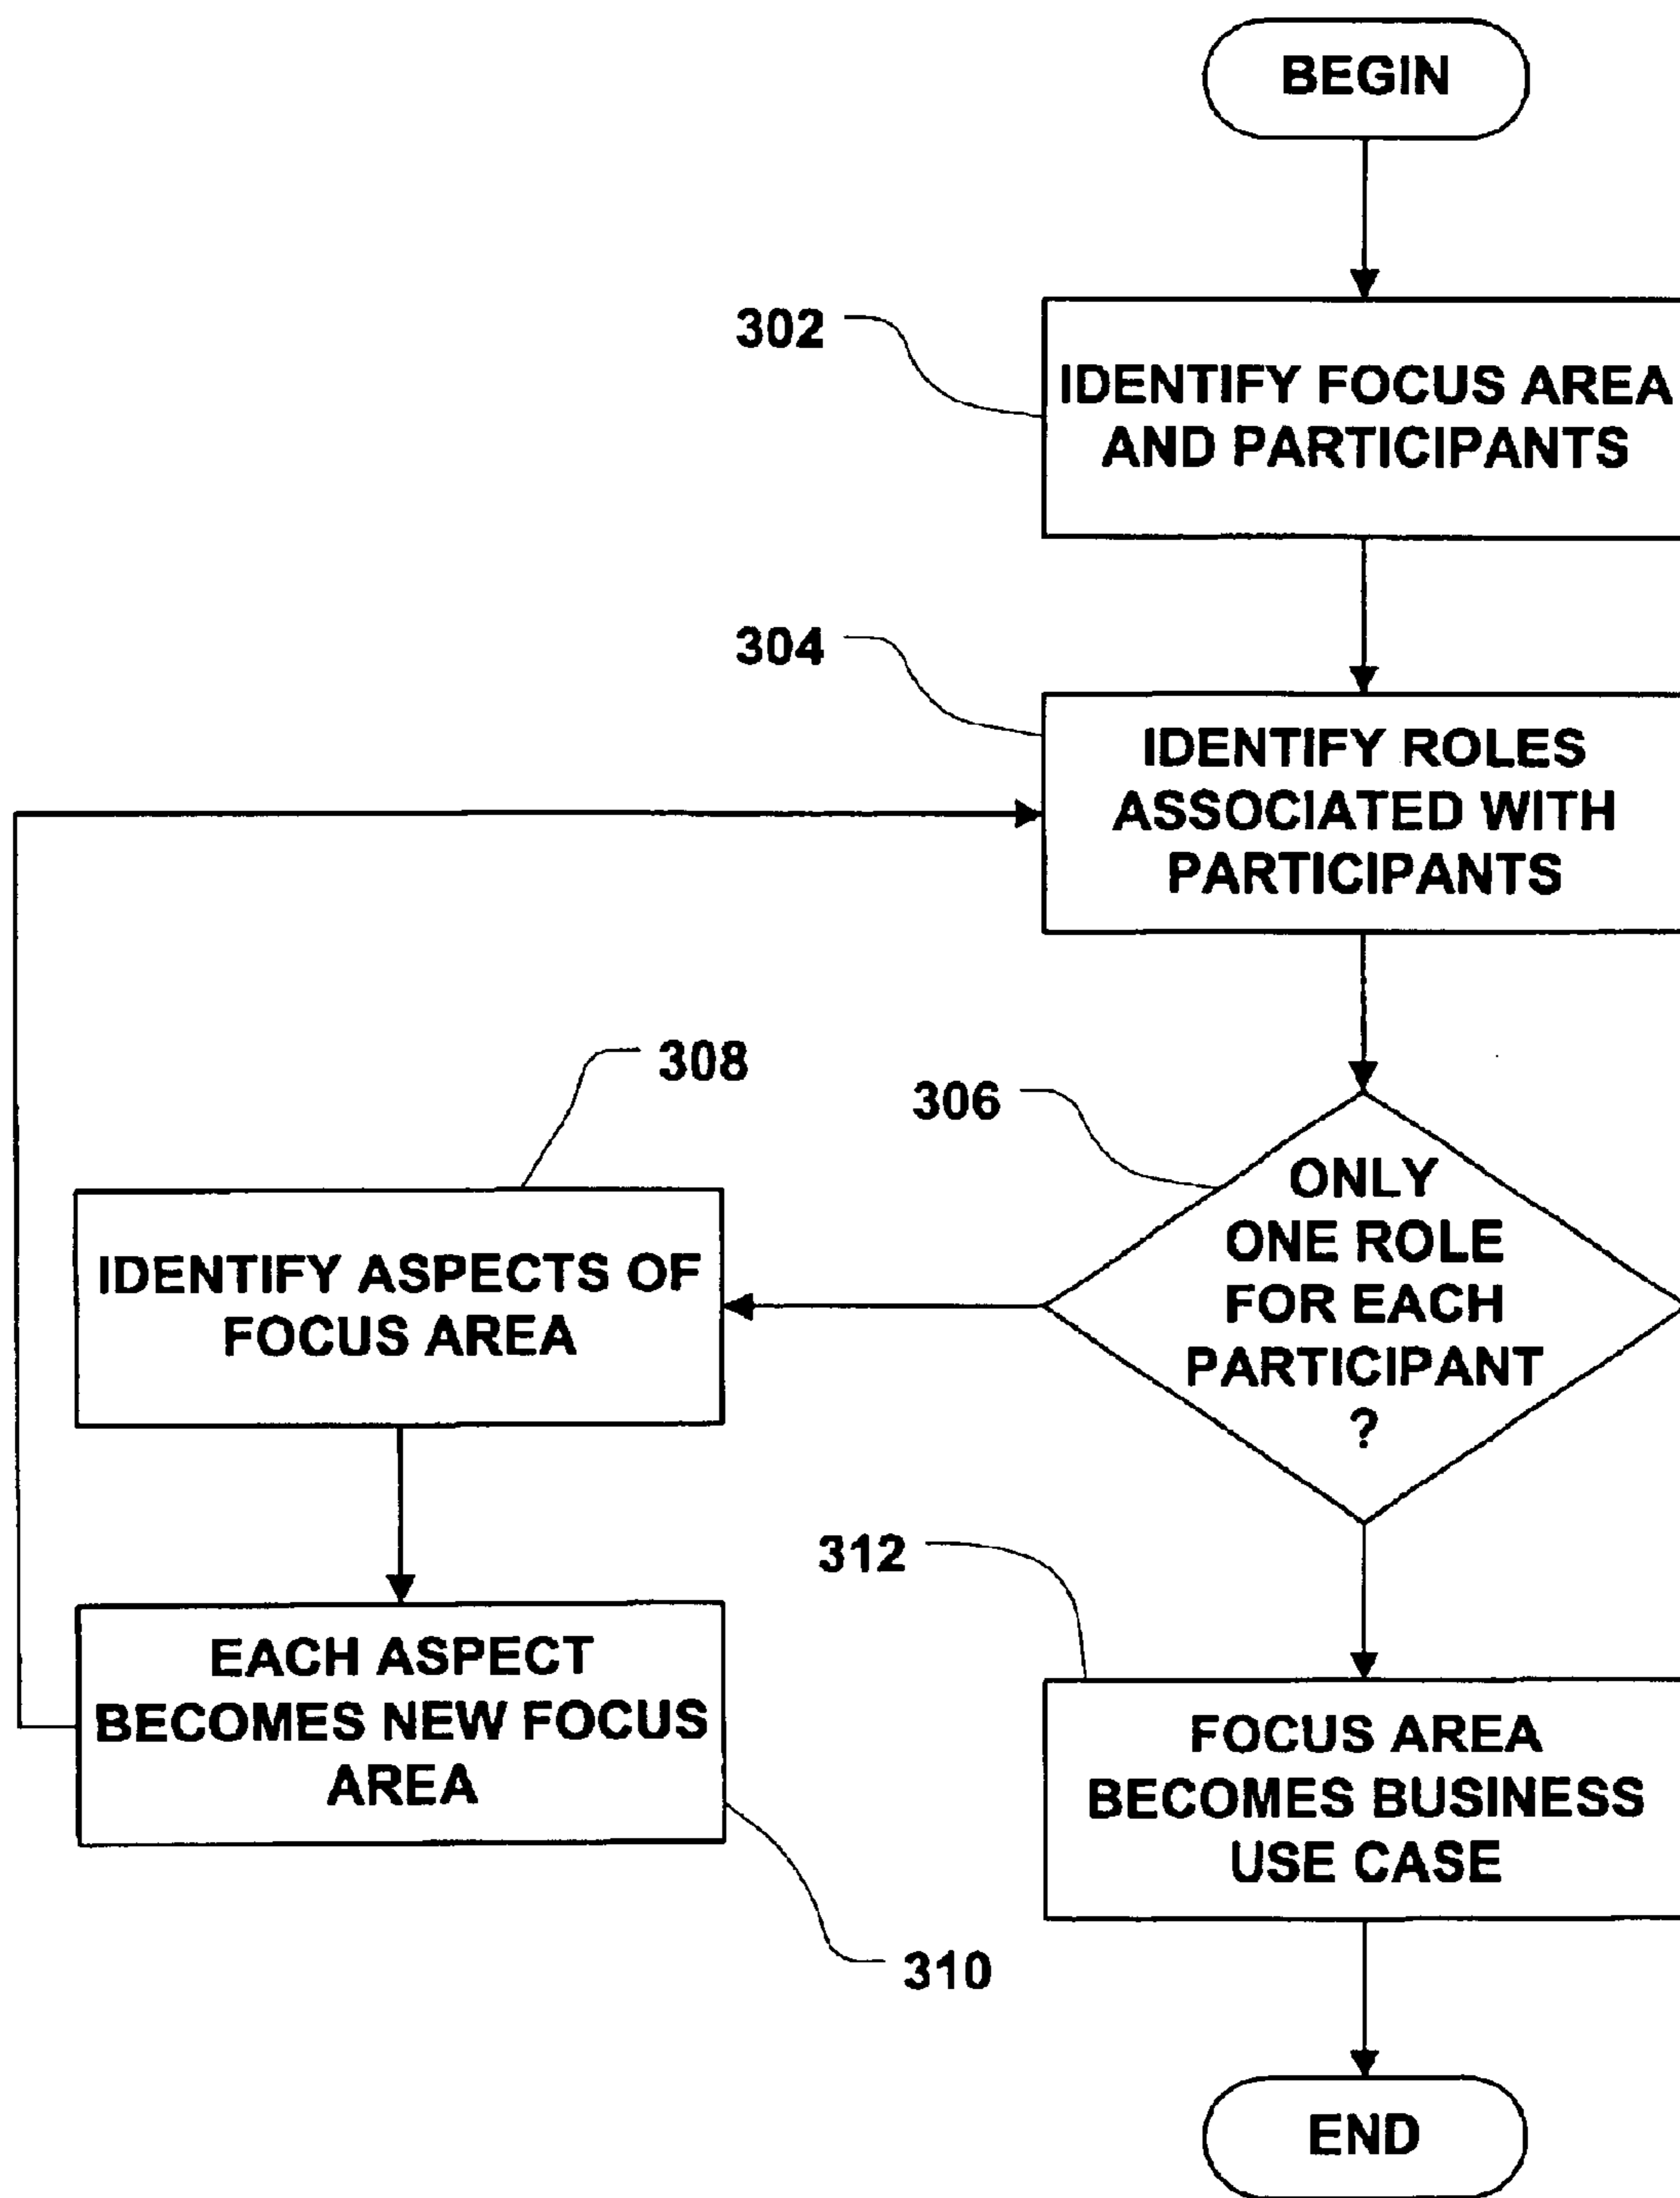 BEGIN
302
IDENTIFY FOCUS AREA
AND PARTICIPANTS
304
IDENTIFY ROLES
ASSOCIATED WITH
PARTICIPANTS
308
306
ONLY
ONE ROLE
FOR EACH
PARTICIPANT
?
IDENTIFY ASPECTS OF
FOCUS AREA
312
EACH ASPECT
BECOMES NEW FOCUS
AREA
FOCUS AREA
BECOMES BUSINESS
USE CASE
310
END